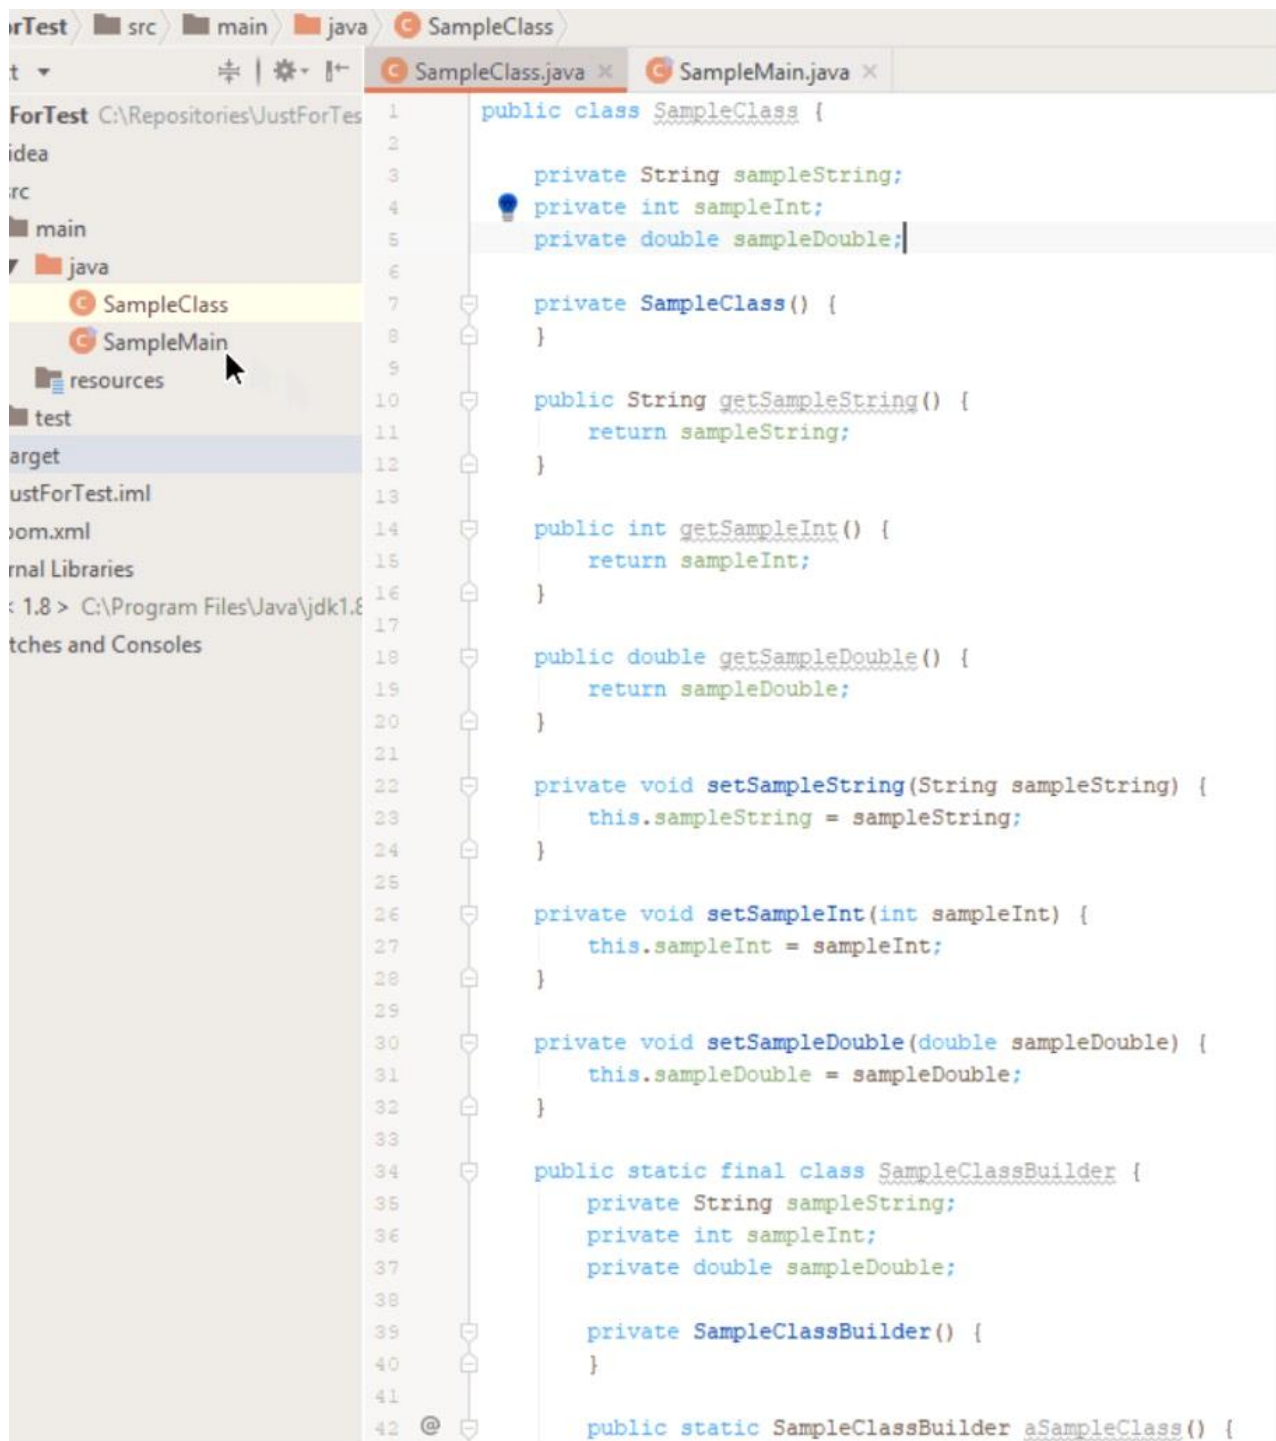 rTest src main java SampleClass
t
SampleClass.java SampleMain.java
ForTest C:\Repositories\JustForTes
idea
rc
main
java
SampleClass
SampleMain
resources
test
arget
ustForTest.iml
om.xml
rnal Libraries
< 1.8 > C:\Program Files\Java\jdk1.8
tches and Consoles
1 public class SampleClass {
2
3 private String sampleString;
4 private int sampleInt;
5 private double sampleDouble;
6
7 private SampleClass() {
8 }
9
10 public String getSampleString() {
11 return sampleString;
12 }
13
14 public int getSampleInt() {
15 return sampleInt;
16 }
17
18 public double getSampleDouble() {
19 return sampleDouble;
20 }
21
22 private void setSampleString(String sampleString) {
23 this.sampleString = sampleString;
24 }
25
26 private void setSampleInt(int sampleInt) {
27 this.sampleInt = sampleInt;
28 }
29
30 private void setSampleDouble(double sampleDouble) {
31 this.sampleDouble = sampleDouble;
32 }
33
34 public static final class SampleClassBuilder {
35 private String sampleString;
36 private int sampleInt;
37 private double sampleDouble;
38
39 private SampleClassBuilder() {
40 }
41
42 @ public static SampleClassBuilder aSampleClass() {